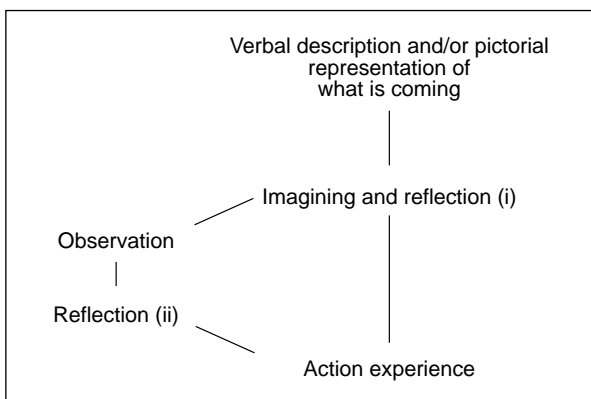 Verbal description and/or pictorial
representation of
what is coming
Imagining and reflection (i)
Observation
Reflection (ii)
Action experience